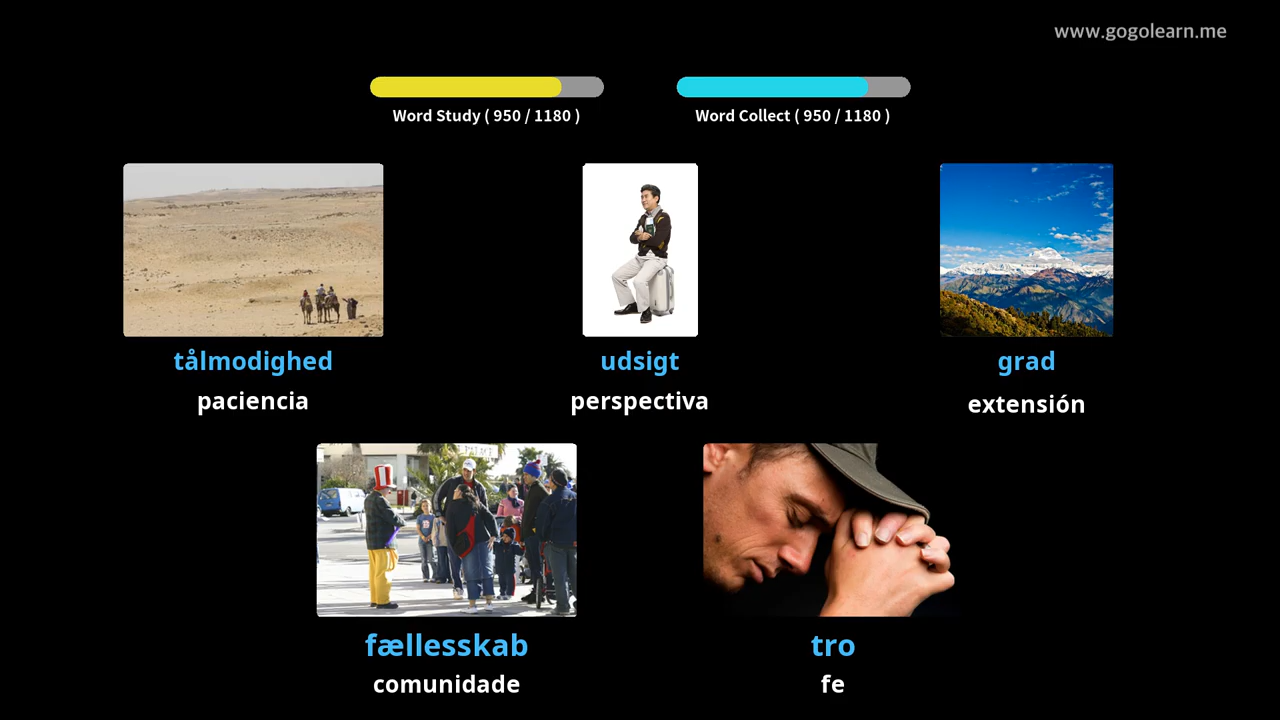 www.gogolearn.me
Word Study ( 950 / 1180 )
Word Collect ( 950 / 1180 )
tålmodighed
udsigt
grad
paciencia
perspectiva
extensión
fællesskab
tro
comunidade
fe